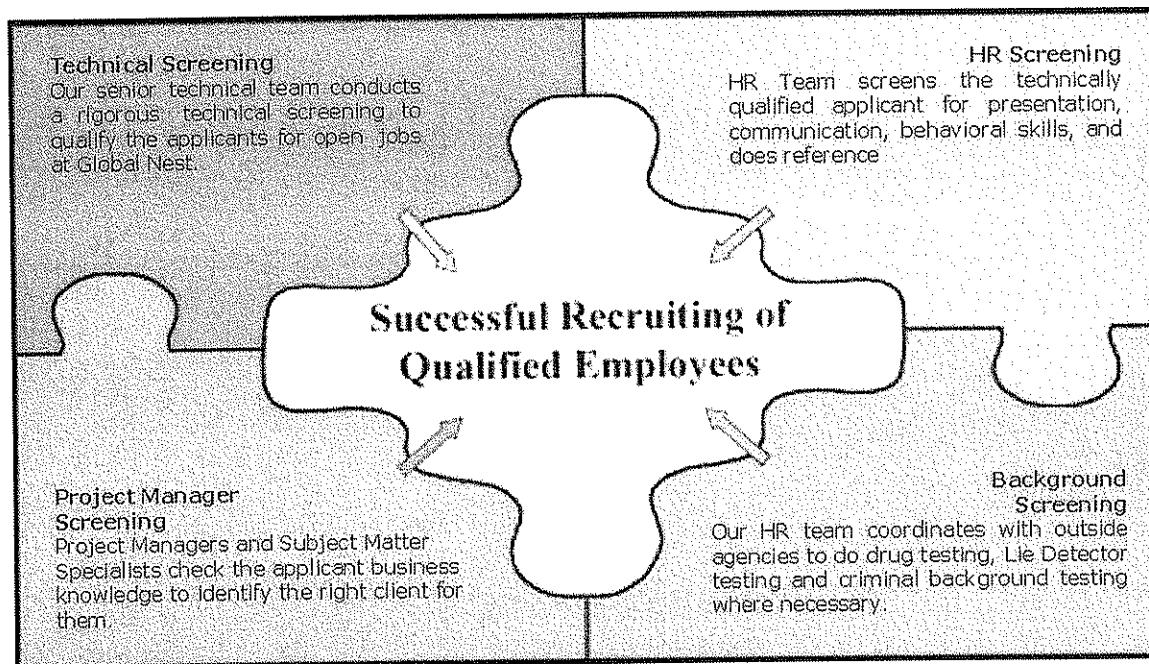 Technical Screening
Our senior technical team conducts
a rigorous technical screening to
qualify the applicants for open jobs
at Global Nest.
HR Screening
HR Team screens the technically
qualified applicant for presentation,
communication, behavioral skills, and
does reference
Successful Recruiting of
Qualified Employees
Project Manager
Screening
Project Managers and Subject Matter
Specialists check the applicant business
knowledge to identify the right client for
them.
Background
Screening
Our HR team coordinates with outside
agencies to do drug testing, Lie Detector
testing and criminal background testing
where necessary.